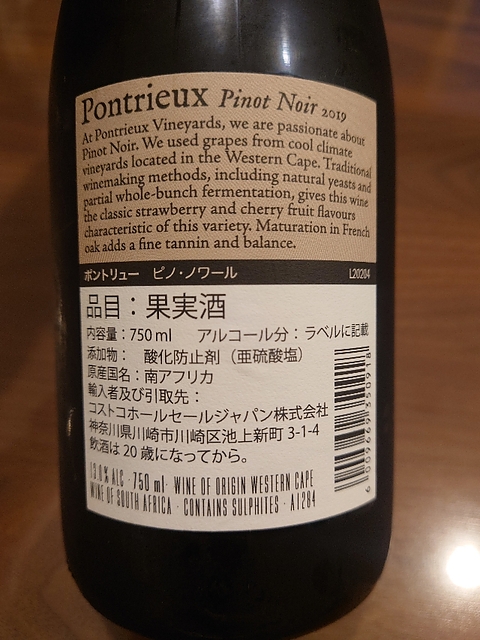 Pontrieux Pinot Noir 2019
At Pontrieux Vineyards, we are passionate about
Pinot Noir. We used grapes from cool climate
vineyards located in the Western Cape. Traditional
winemaking methods, including natural yeasts and
partial whole-bunch fermentation, gives this wine
the classic strawberry and cherry fruit flavours
characteristic of this variety. Maturation in French
oak adds a fine tannin and balance.
ポントリュー ピノ・ノワール L20204
品目：果実酒
内容量：750 ml アルコール分：ラベルに記載
添加物： 酸化防止剤（亜硫酸塩）
原産国名：南アフリカ
輸入者及び引取先：
コストコホールセールジャパン株式会社
神奈川県川崎市川崎区池上新町 3-1-4
飲酒は 20 歳になってから。
13.0% ALC · 750 ml · WINE OF ORIGIN WESTERN CAPE
WINE OF SOUTH AFRICA · CONTAINS SULPHITES · A1284
6 009669 350918